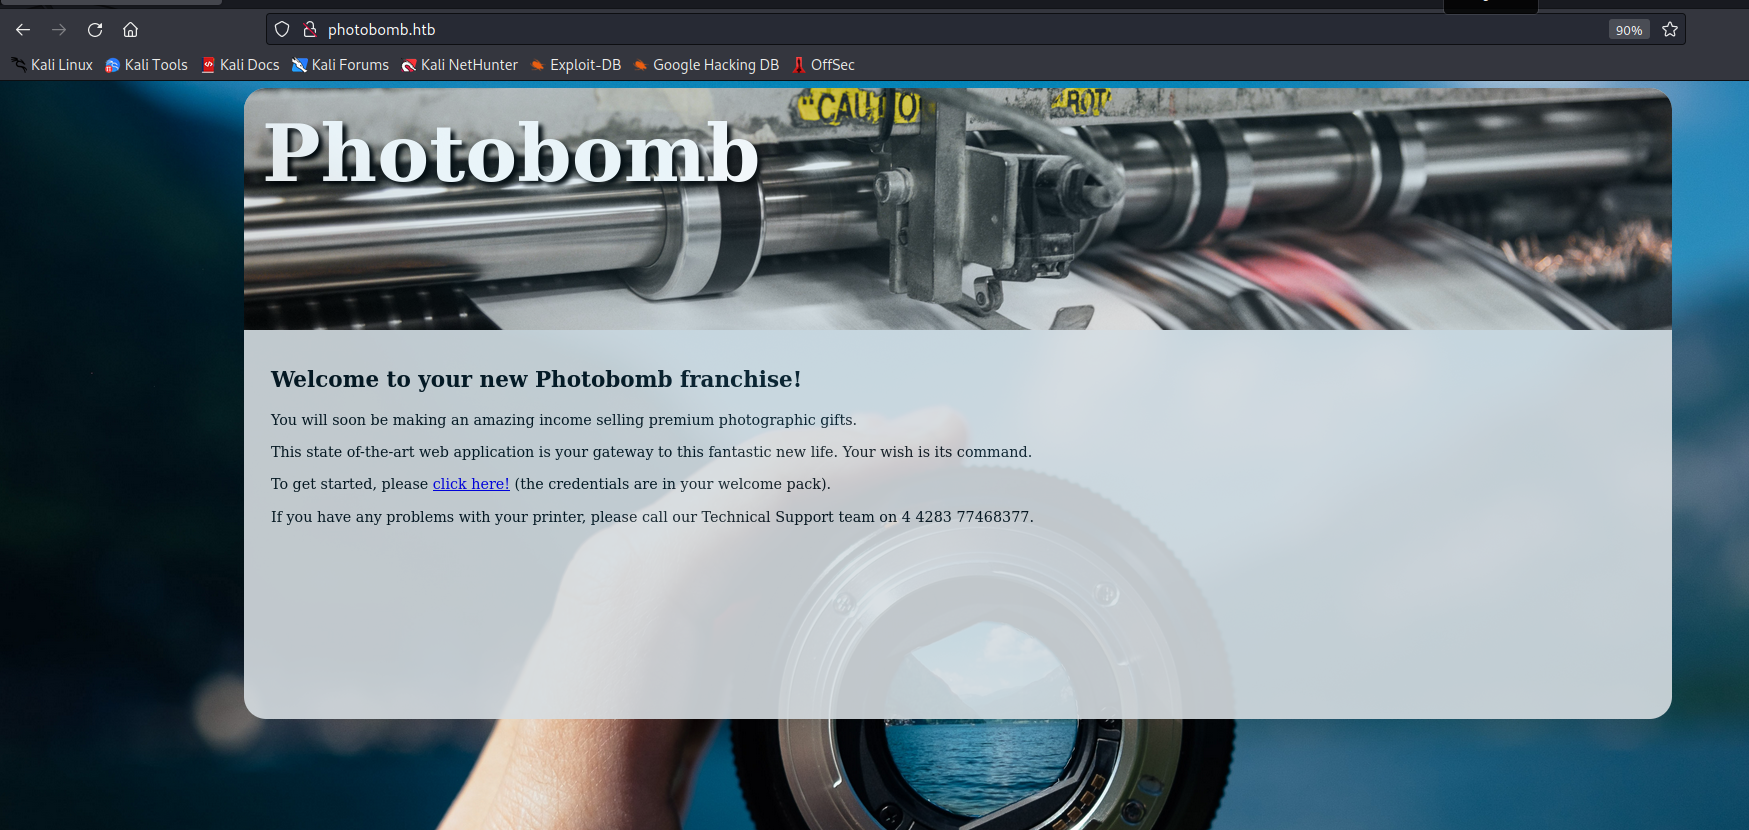 photobomb.htb
90%
Kali Linux Kali Tools Kali Docs Kali Forums Kali NetHunter Exploit-DB Google Hacking DB OffSec
"CAUTIO
ROT
Photobomb
Welcome to your new Photobomb franchise!
You will soon be making an amazing income selling premium photographic gifts.
This state of-the-art web application is your gateway to this fantastic new life. Your wish is its command.
To get started, please click here! (the credentials are in your welcome pack).
If you have any problems with your printer, please call our Technical Support team on 4 4283 77468377.